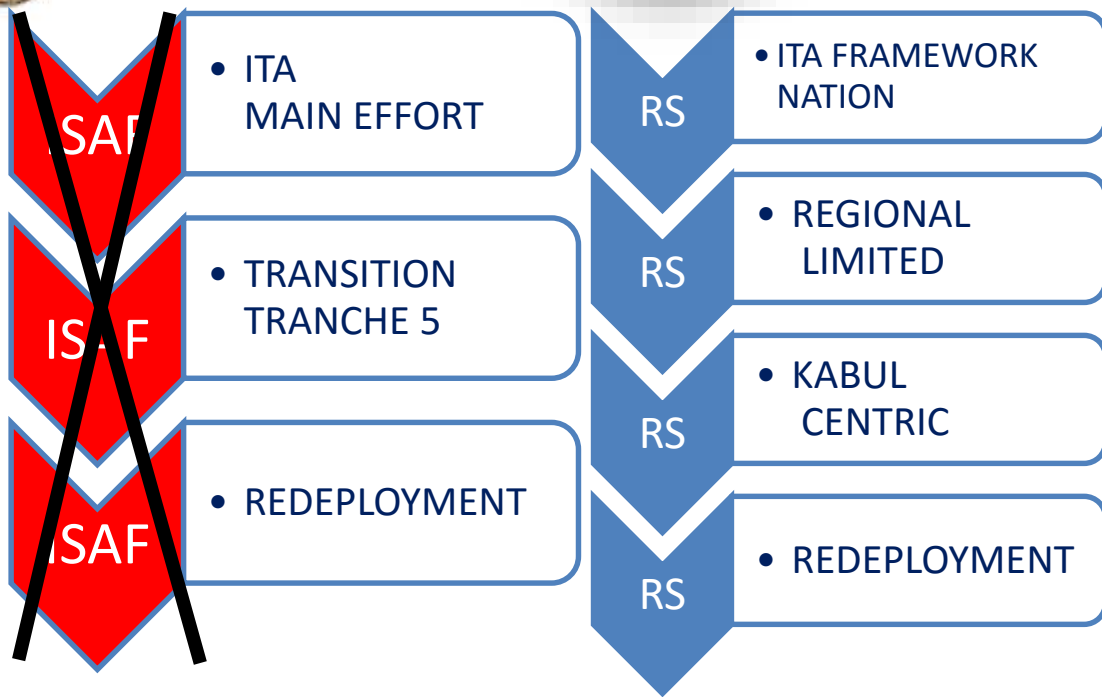 ISAF
• ITA
MAIN EFFORT
ISAF
• TRANSITION
TRANCHE 5
ISAF
• REDEPLOYMENT
RS
• ITA FRAMEWORK
NATION
RS
• REGIONAL
LIMITED
RS
• KABUL
CENTRIC
RS
• REDEPLOYMENT